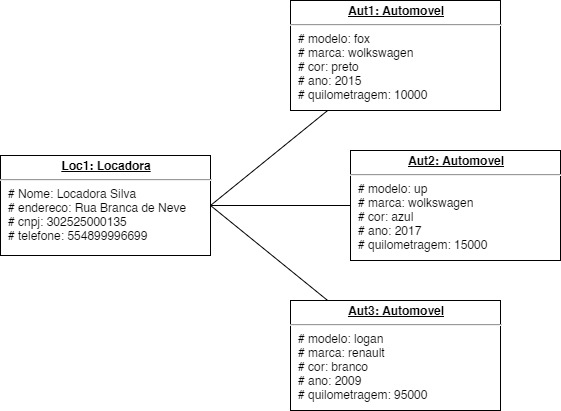 Aut1: Automovel
# modelo: fox
# marca: wolkswagen
# cor: preto
# ano: 2015
# quilometragem: 10000
Loc1: Locadora
# Nome: Locadora Silva
# endereco: Rua Branca de Neve
# cnpj: 302525000135
# telefone: 554899996699
Aut2: Automovel
# modelo: up
# marca: wolkswagen
# cor: azul
# ano: 2017
# quilometragem: 15000
Aut3: Automovel
# modelo: logan
# marca: renault
# cor: branco
# ano: 2009
# quilometragem: 95000